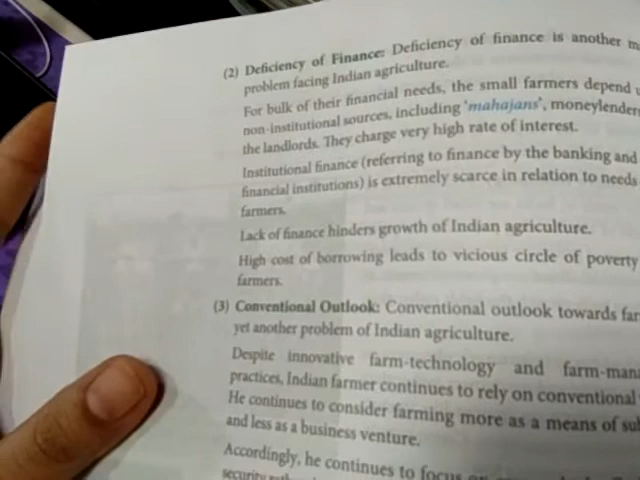 (2) Deficiency of Finance: Deficiency of finance is another
problem facing Indian agriculture.
For bulk of their financial needs, the small farmers depend
non-institutional sources, including 'mahajans', moneylender
the landlords. They charge very high rate of interest.
Institutional finance (referring to finance by the banking and
financial institutions) is extremely scarce in relation to needs
farmers.
Lack of finance hinders growth of Indian agriculture.
High cost of borrowing leads to vicious circle of poverty
farmers.
(3) Conventional Outlook: Conventional outlook towards far
yet another problem of Indian agriculture.
Despite innovative farm-technology and farm-man
practices, Indian farmer continues to rely on conventional
He continues to consider farming more as a means of su
and less as a business venture.
Accordingly, he continues to focus on
security